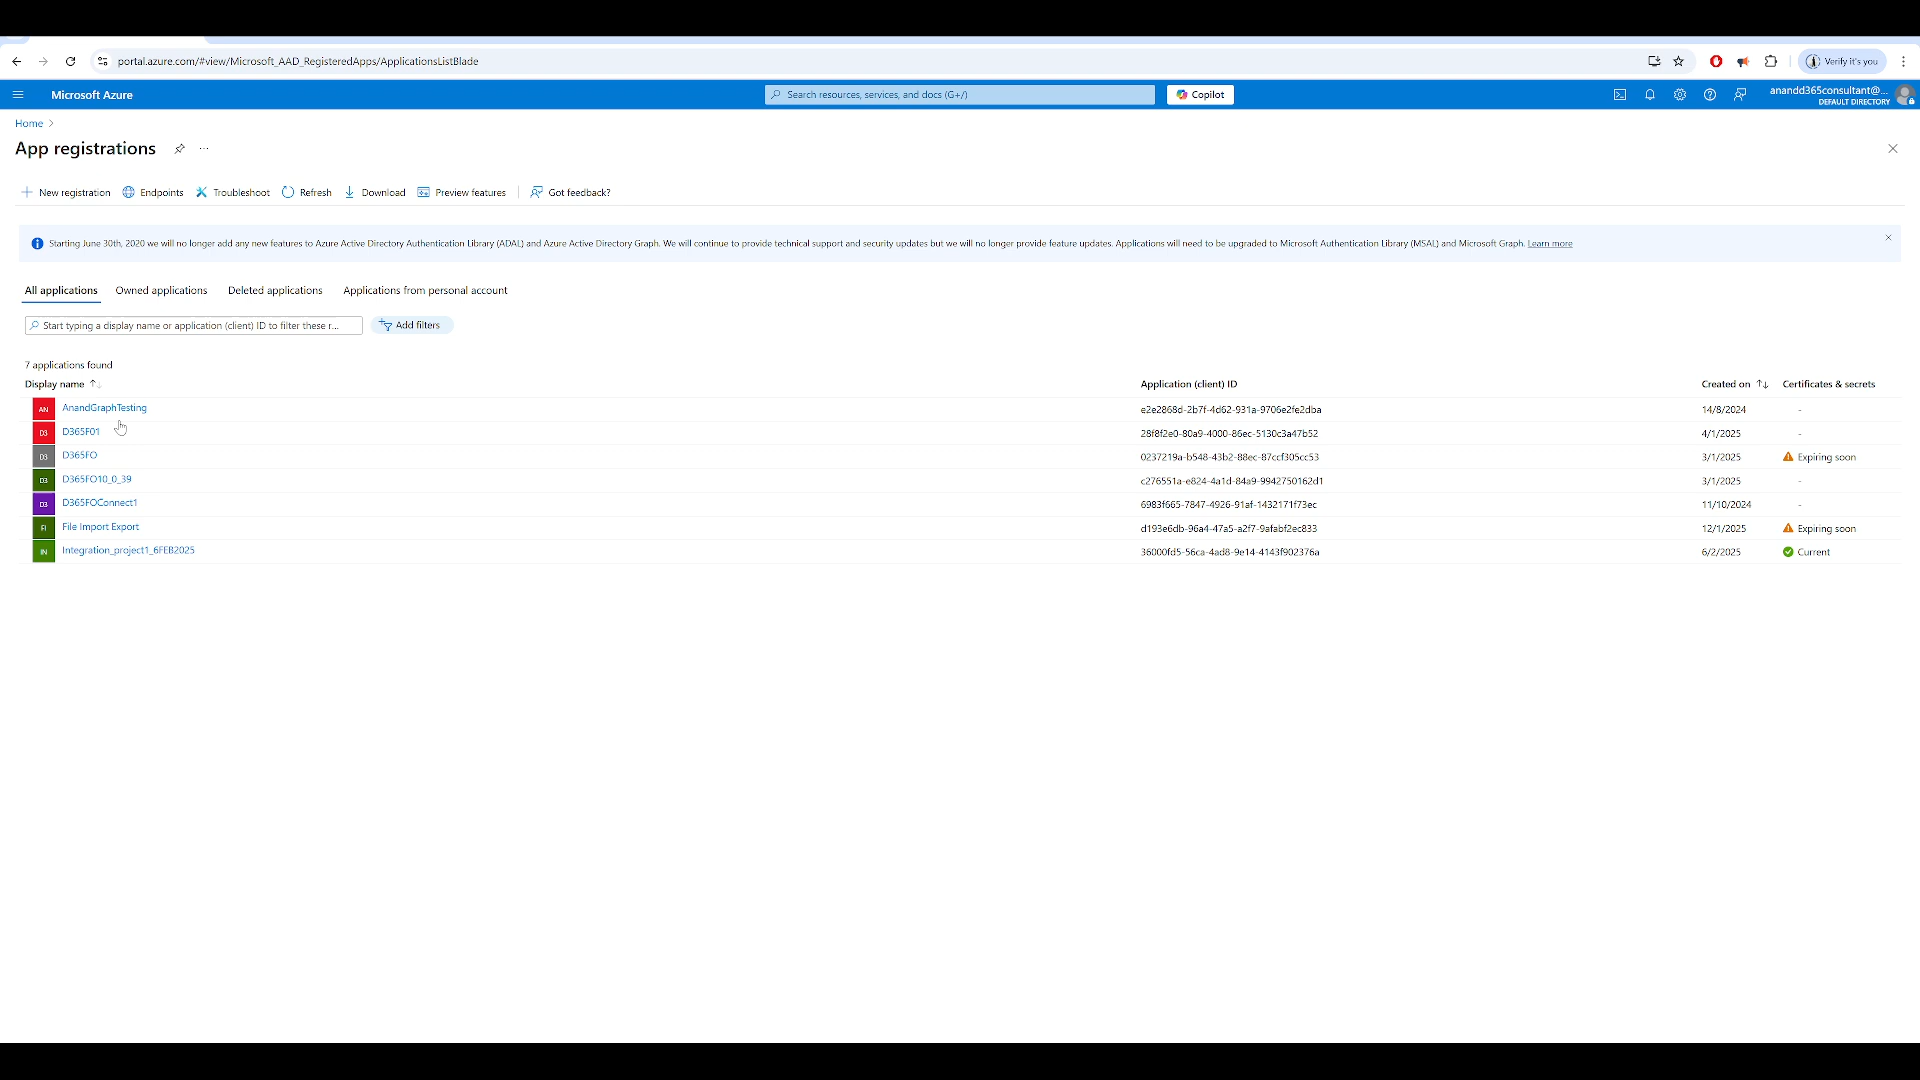 portal.azure.com/#view/Microsoft_AAD_RegisteredApps/ApplicationsListBlade
Verify it's you
Microsoft Azure
Search resources, services, and docs (G+/)
Copilot
anandd365consultant@...
DEFAULT DIRECTORY
Home
App registrations
...
New registration
Endpoints
Troubleshoot
Refresh
Download
Preview features
Got feedback?
Starting June 30th, 2020 we will no longer add any new features to Azure Active Directory Authentication Library (ADAL) and Azure Active Directory Graph. We will continue to provide technical support and security updates but we will no longer provide feature updates. Applications will need to be upgraded to Microsoft Authentication Library (MSAL) and Microsoft Graph. Learn more
All applications
Owned applications
Deleted applications
Applications from personal account
Start typing a display name or application (client) ID to filter these r...
Add filters
7 applications found
Display name
Application (client) ID
Created on
Certificates & secrets
AN AnandGraphTesting e2e2868d-2b7f-4d62-931a-9706e2fe2dba 14/8/2024 -
D3 D365F01 28f8f2e0-80a9-4000-86ec-5130c3a47b52 4/1/2025 -
D3 D365FO 0237219a-b548-43b2-88ec-87ccf305cc53 3/1/2025 Expiring soon
D3 D365FO10_0_39 c276551a-e824-4a1d-84a9-9942750162d1 3/1/2025 -
D3 D365FOConnect1 6983f665-7847-4926-91af-1432171f73ec 11/10/2024 -
FI File Import Export d193e6db-96a4-47a5-a2f7-9afabf2ec833 12/1/2025 Expiring soon
IN Integration_project1_6FEB2025 36000fd5-56ca-4ad8-9e14-4143f902376a 6/2/2025 Current